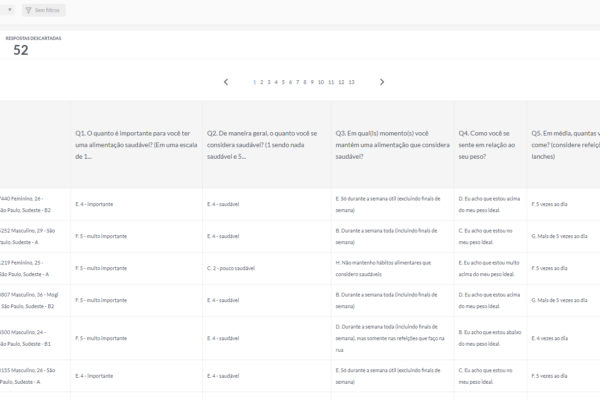 Sem filtros
RESPOSTAS DESCARTADAS
52
1 2 3 4 5 6 7 8 9 10 11 12 13
Q1. O quanto é importante para você ter
uma alimentação saudável? (Em uma escala
de 1...
Q2. De maneira geral, o quanto você se
considera saudável? (1 sendo nada
saudável e 5...
Q3. Em qual(is) momento(s) você
mantém uma alimentação que considera
saudável?
Q4. Como você se
sente em relação ao
seu peso?
Q5. Em média, quantas v
come? (considere refeiçõ
lanches)
7440 Feminino, 26 -
São Paulo, Sudeste - B2
E. 4 - importante
E. 4 - saudável
E. Só durante a semana útil (excluindo finais de
semana)
D. Eu acho que estou acima
do meu peso ideal
F. 5 vezes ao dia
5252 Masculino, 29 - São
Paulo, Sudeste - A
F. 5 - muito importante
E. 4 - saudável
B. Durante a semana toda (incluindo finais de
semana)
C. Eu acho que estou no
meu peso ideal
G. Mais de 5 vezes ao dia
1219 Feminino, 25 -
São Paulo, Sudeste - A
F. 5 - muito importante
C. 2 - pouco saudável
H. Não mantenho hábitos alimentares que
considero saudáveis
E. Eu acho que estou muito
acima do meu peso ideal
F. 5 vezes ao dia
8807 Masculino, 36 - Mogi
São Paulo, Sudeste - B2
F. 5 - muito importante
E. 4 - saudável
B. Durante a semana toda (incluindo finais de
semana)
D. Eu acho que estou acima
do meu peso ideal
G. Mais de 5 vezes ao dia
8500 Masculino, 24 -
São Paulo, Sudeste - B1
F. 5 - muito importante
E. 4 - saudável
D. Durante a semana toda (incluindo finais de
semana), mas somente nas refeições que faço na
rua
B. Eu acho que estou abaixo
do meu peso ideal
E. 4 vezes ao dia
8155 Masculino, 26 - São
Paulo, Sudeste - A
E. 4 - importante
E. 4 - saudável
E. Só durante a semana útil (excluindo finais de
semana)
C. Eu acho que estou no
meu peso ideal
F. 5 vezes ao dia